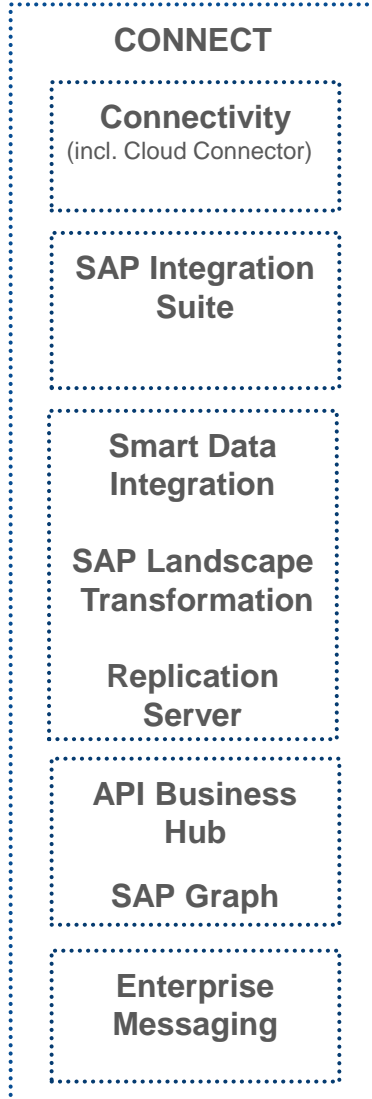 CONNECT
Connectivity
(incl. Cloud Connector)
SAP Integration
Suite
Smart Data
Integration
SAP Landscape
Transformation
Replication
Server
API Business
Hub
SAP Graph
Enterprise
Messaging